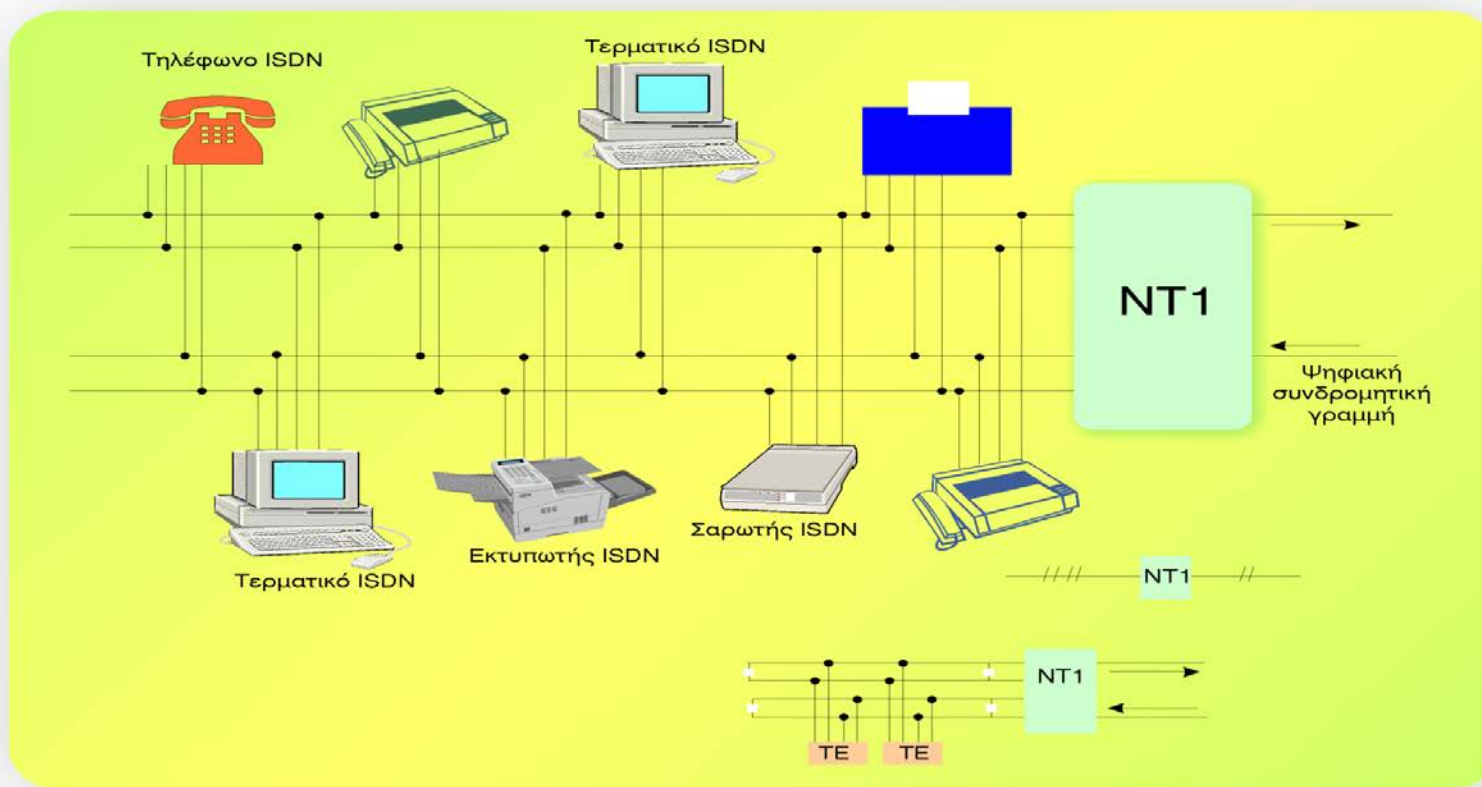 Τηλέφωνο ISDN
Τερματικό ISDN
NT1
Ψηφιακή
συνδρομητική
γραμμή
Τερματικό ISDN
Εκτυπωτής ISDN
Σαρωτής ISDN
NT1
NT1
TE
TE